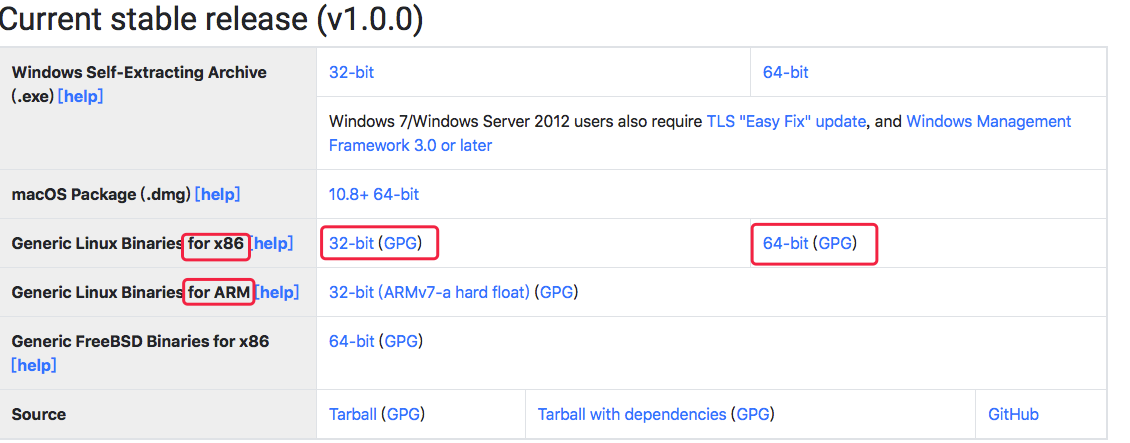 Current stable release (v1.0.0)
Windows Self-Extracting Archive
(.exe) [help]
32-bit
64-bit
Windows 7/Windows Server 2012 users also require TLS "Easy Fix" update, and Windows Management
Framework 3.0 or later
macOS Package (.dmg) [help]
10.8+ 64-bit
Generic Linux Binaries for x86 [help]
32-bit (GPG)
64-bit (GPG)
Generic Linux Binaries for ARM [help]
32-bit (ARMv7-a hard float) (GPG)
Generic FreeBSD Binaries for x86
[help]
64-bit (GPG)
Source
Tarball (GPG)
Tarball with dependencies (GPG)
GitHub